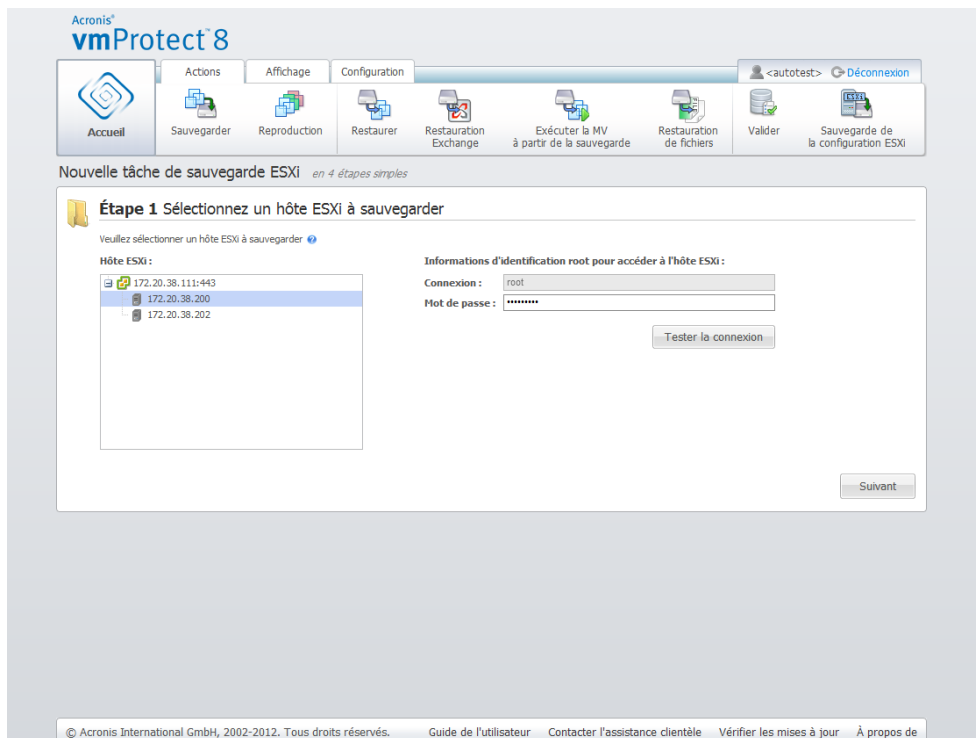 Acronis®
vmProtect™8
Actions Affichage Configuration
<autotest> Déconnexion
Accueil
Sauvegarder
Reproduction
Restaurer
Restauration
Exchange
Exécuter la MV
à partir de la sauvegarde
Restauration
de fichiers
Valider
ESXi
Sauvegarde de
la configuration ESXi
Nouvelle tâche de sauvegarde ESXi en 4 étapes simples
Étape 1 Sélectionnez un hôte ESXi à sauvegarder
Veuillez sélectionner un hôte ESXi à sauvegarder ?
Hôte ESXi :
172.20.38.111:443
172.20.38.200
172.20.38.202
Informations d'identification root pour accéder à l'hôte ESXi :
Connexion : root
Mot de passe : •••••••••
Tester la connexion
Suivant
© Acronis International GmbH, 2002-2012. Tous droits réservés. Guide de l'utilisateur Contacter l'assistance clientèle Vérifier les mises à jour À propos de